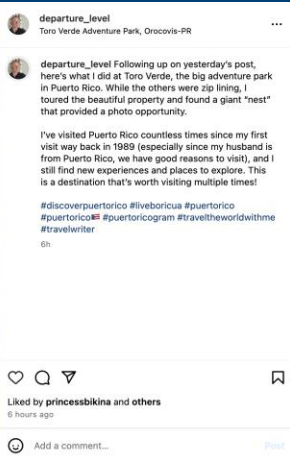 departure_level
Toro Verde Adventure Park, Orocovis-PR
departure_level Following up on yesterday's post,
here's what I did at Toro Verde, the big adventure park
in Puerto Rico. While the others were zip lining, I
toured the beautiful property and found a giant "nest"
that provided a photo opportunity.
I've visited Puerto Rico countless times since my first
visit way back in 1989 (especially since my husband is
from Puerto Rico, we have good reasons to visit), and I
still find new experiences and places to explore. This
is a destination that's worth visiting multiple times!
#discoverpuertorico #liveboricua #puertorico
#puertorico🇵🇷 #puertoricogram #traveltheworldwithme
#travelwriter
6h
Liked by princessbikina and others
6 hours ago
Add a comment...
Post